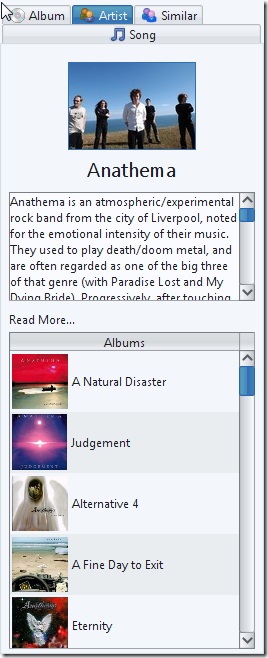 Album Artist Similar
Song
Anathema
Anathema is an atmospheric/experimental
rock band from the city of Liverpool, noted
for the emotional intensity of their music.
They used to play death/doom metal, and
are often regarded as one of the big three
of that genre (with Paradise Lost and My
Dying Bride). Progressively, after touching
Read More...
Albums
ANATHEMA
A Natural Disaster
ANATHEMA
JUDGEMENT
Judgement
Alternative 4
A Fine Day to Exit
Eternity